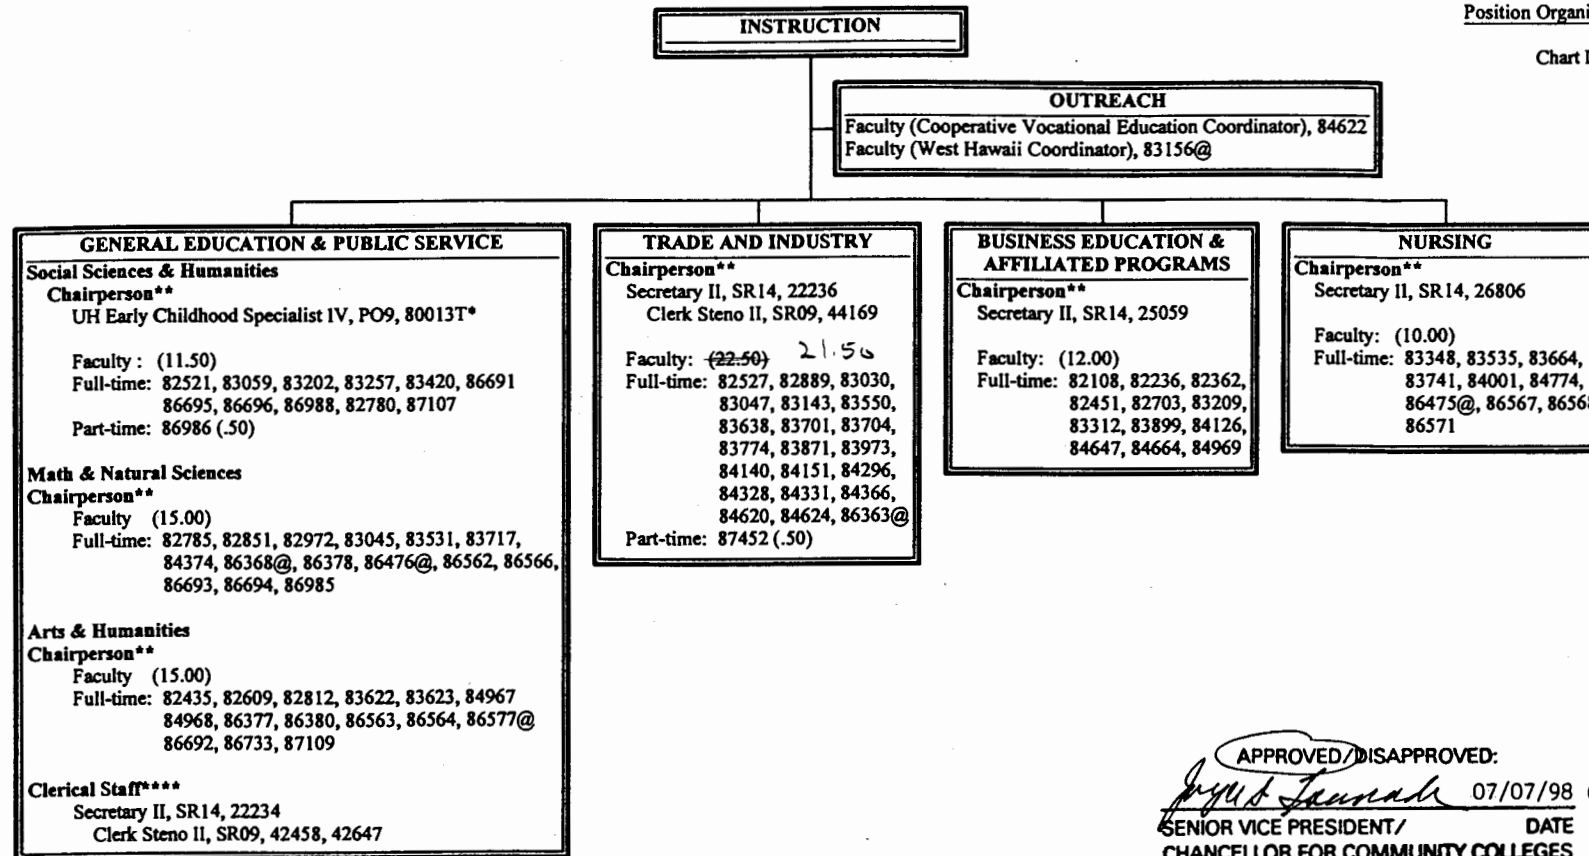 Position Organi
Chart I
INSTRUCTION
OUTREACH
Faculty (Cooperative Vocational Education Coordinator), 84622
Faculty (West Hawaii Coordinator), 83156@
GENERAL EDUCATION & PUBLIC SERVICE
Social Sciences & Humanities
Chairperson**
UH Early Childhood Specialist 1V, PO9, 80013T*
Faculty : (11.50)
Full-time: 82521, 83059, 83202, 83257, 83420, 86691
86695, 86696, 86988, 82780, 87107
Part-time: 86986 (.50)
Math & Natural Sciences
Chairperson**
Faculty (15.00)
Full-time: 82785, 82851, 82972, 83045, 83531, 83717,
84374, 86368@, 86378, 86476@, 86562, 86566,
86693, 86694, 86985
Arts & Humanities
Chairperson**
Faculty (15.00)
Full-time: 82435, 82609, 82812, 83622, 83623, 84967
84968, 86377, 86380, 86563, 86564, 86577@
86692, 86733, 87109
Clerical Staff****
Secretary II, SR14, 22234
Clerk Steno II, SR09, 42458, 42647
TRADE AND INDUSTRY
Chairperson**
Secretary II, SR14, 22236
Clerk Steno II, SR09, 44169
Faculty: (22.50) 21.50
Full-time: 82527, 82889, 83030,
83047, 83143, 83550,
83638, 83701, 83704,
83774, 83871, 83973,
84140, 84151, 84296,
84328, 84331, 84366,
84620, 84624, 86363@
Part-time: 87452 (.50)
BUSINESS EDUCATION &
AFFILIATED PROGRAMS
Chairperson**
Secretary II, SR14, 25059
Faculty: (12.00)
Full-time: 82108, 82236, 82362,
82451, 82703, 83209,
83312, 83899, 84126,
84647, 84664, 84969
NURSING
Chairperson**
Secretary II, SR14, 26806
Faculty: (10.00)
Full-time: 83348, 83535, 83664,
83741, 84001, 84774,
86475@, 86567, 8656
86571
APPROVED/DISAPPROVED:
07/07/98
SENIOR VICE PRESIDENT/ DATE
CHANCELLOR FOR COMMUNITY COLLEGES